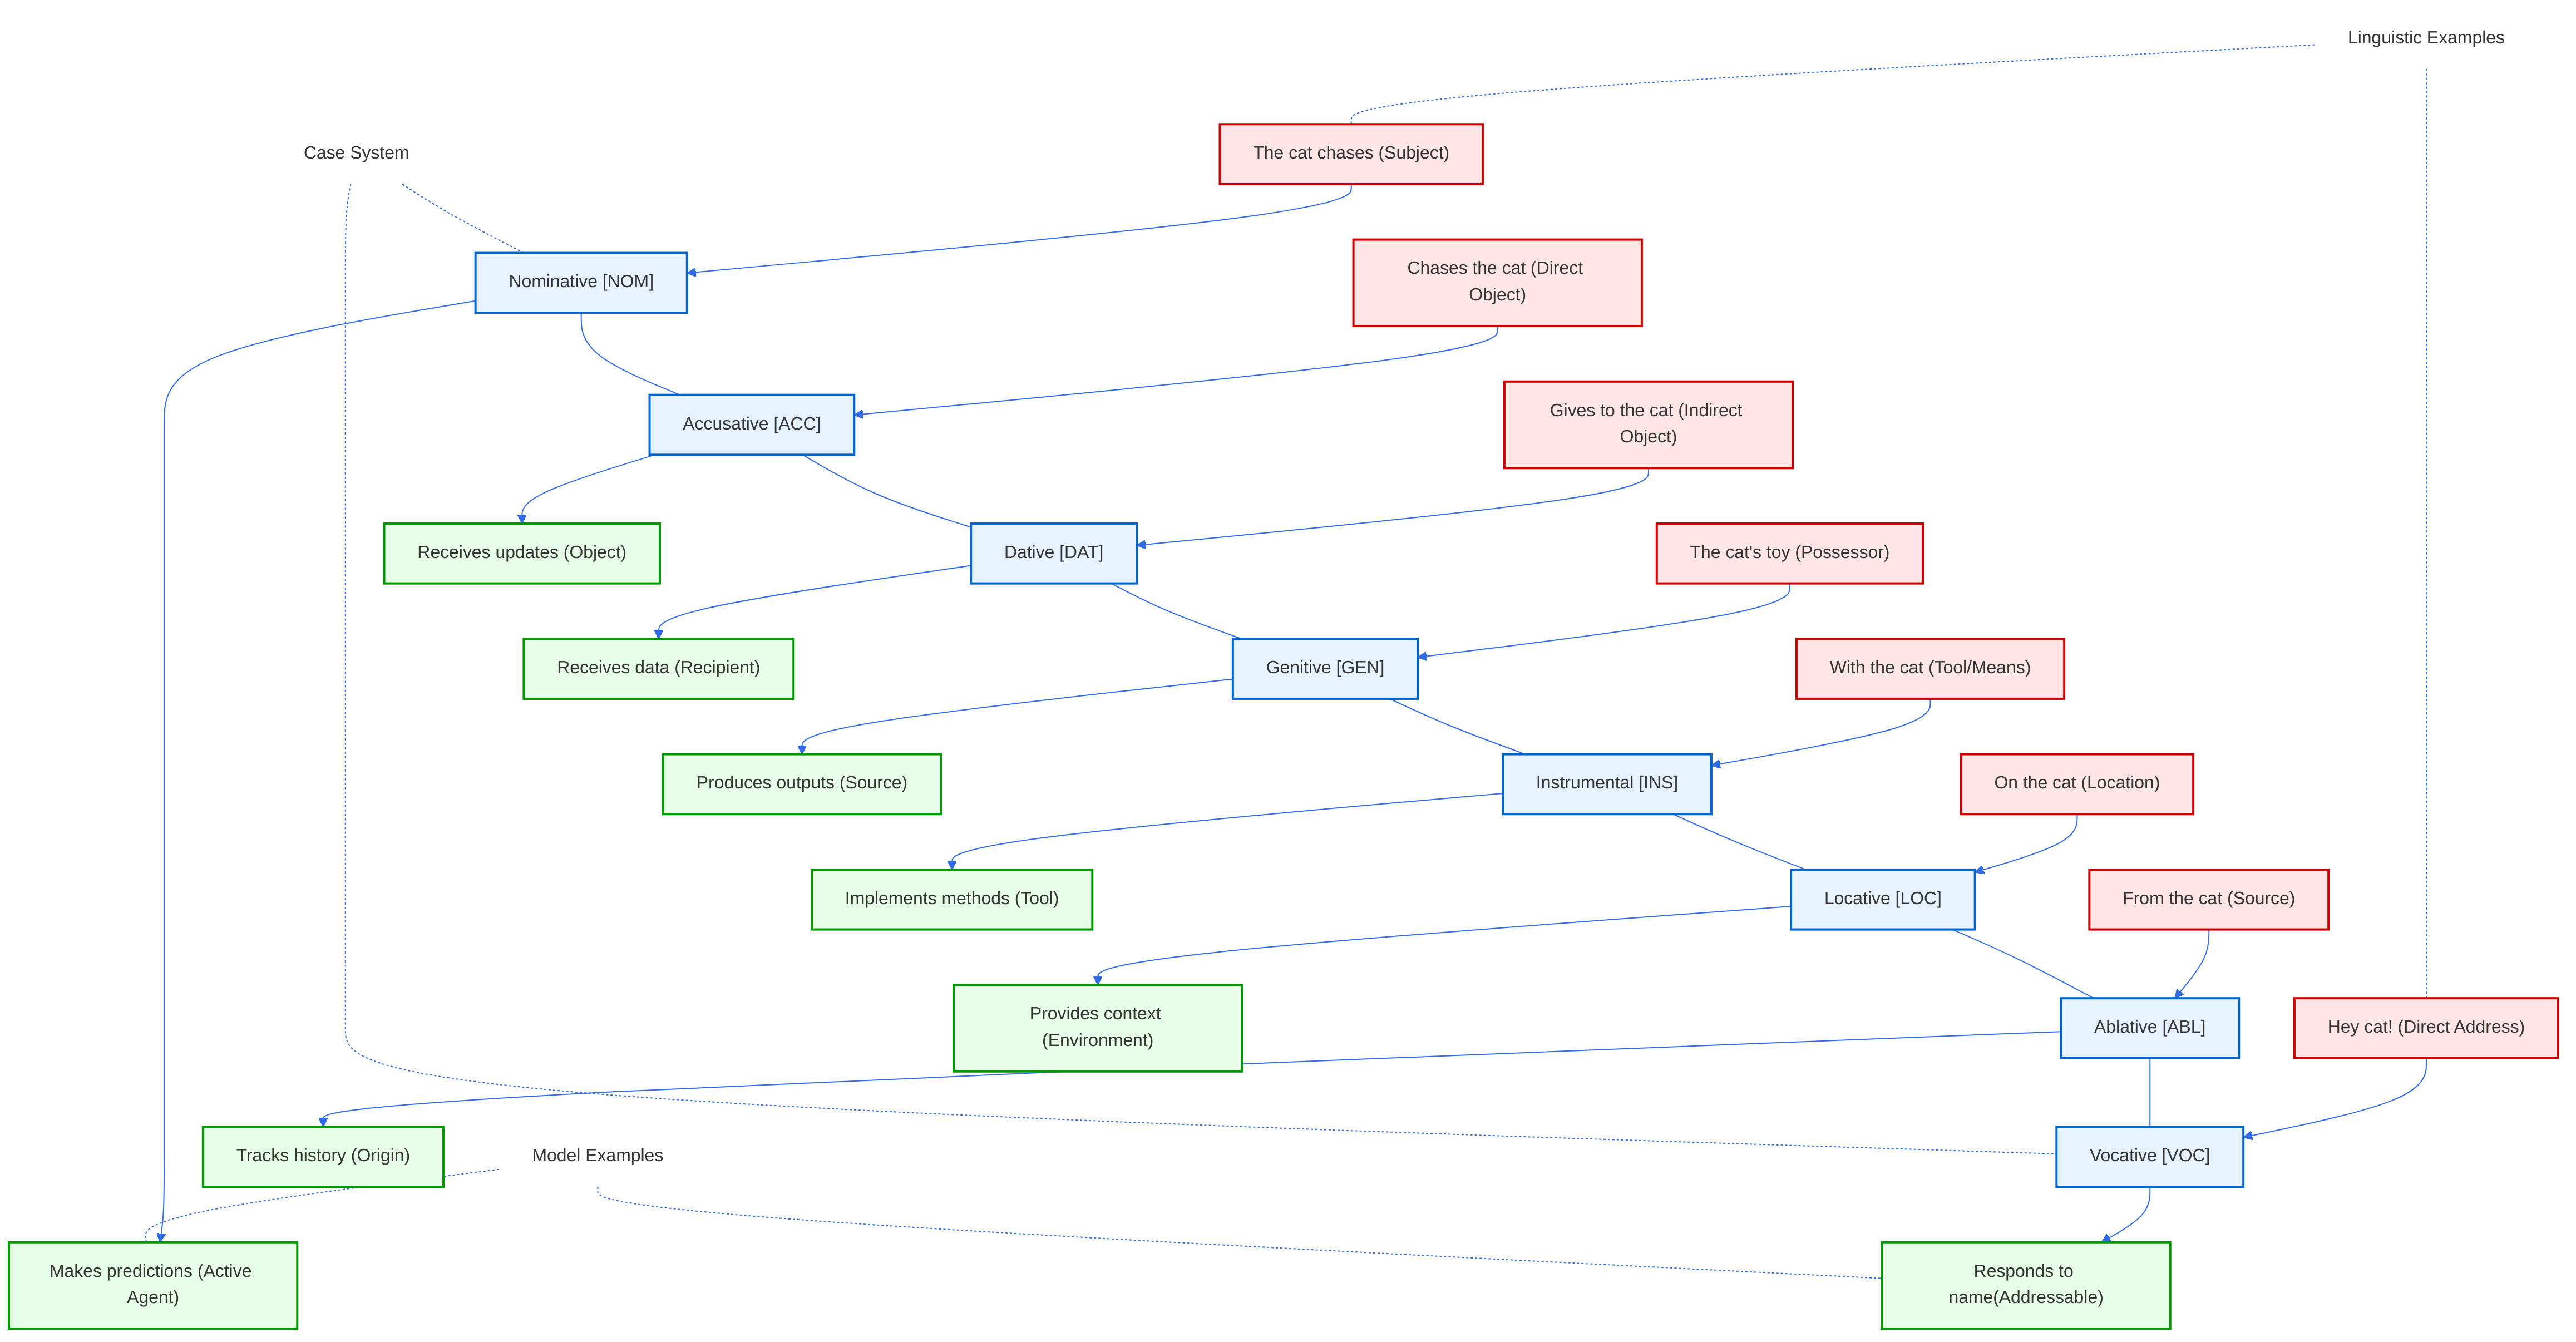 Linguistic Examples
Case System
The cat chases (Subject)
Nominative [NOM]
Chases the cat (Direct
Object)
Accusative [ACC]
Gives to the cat (Indirect
Object)
Receives updates (Object)
Dative [DAT]
The cat's toy (Possessor)
Receives data (Recipient)
Genitive [GEN]
With the cat (Tool/Means)
Produces outputs (Source)
Instrumental [INS]
On the cat (Location)
Implements methods (Tool)
Locative [LOC]
From the cat (Source)
Provides context
(Environment)
Ablative [ABL]
Hey cat! (Direct Address)
Tracks history (Origin)
Model Examples
Vocative [VOC]
Makes predictions (Active
Agent)
Responds to
name(Addressable)